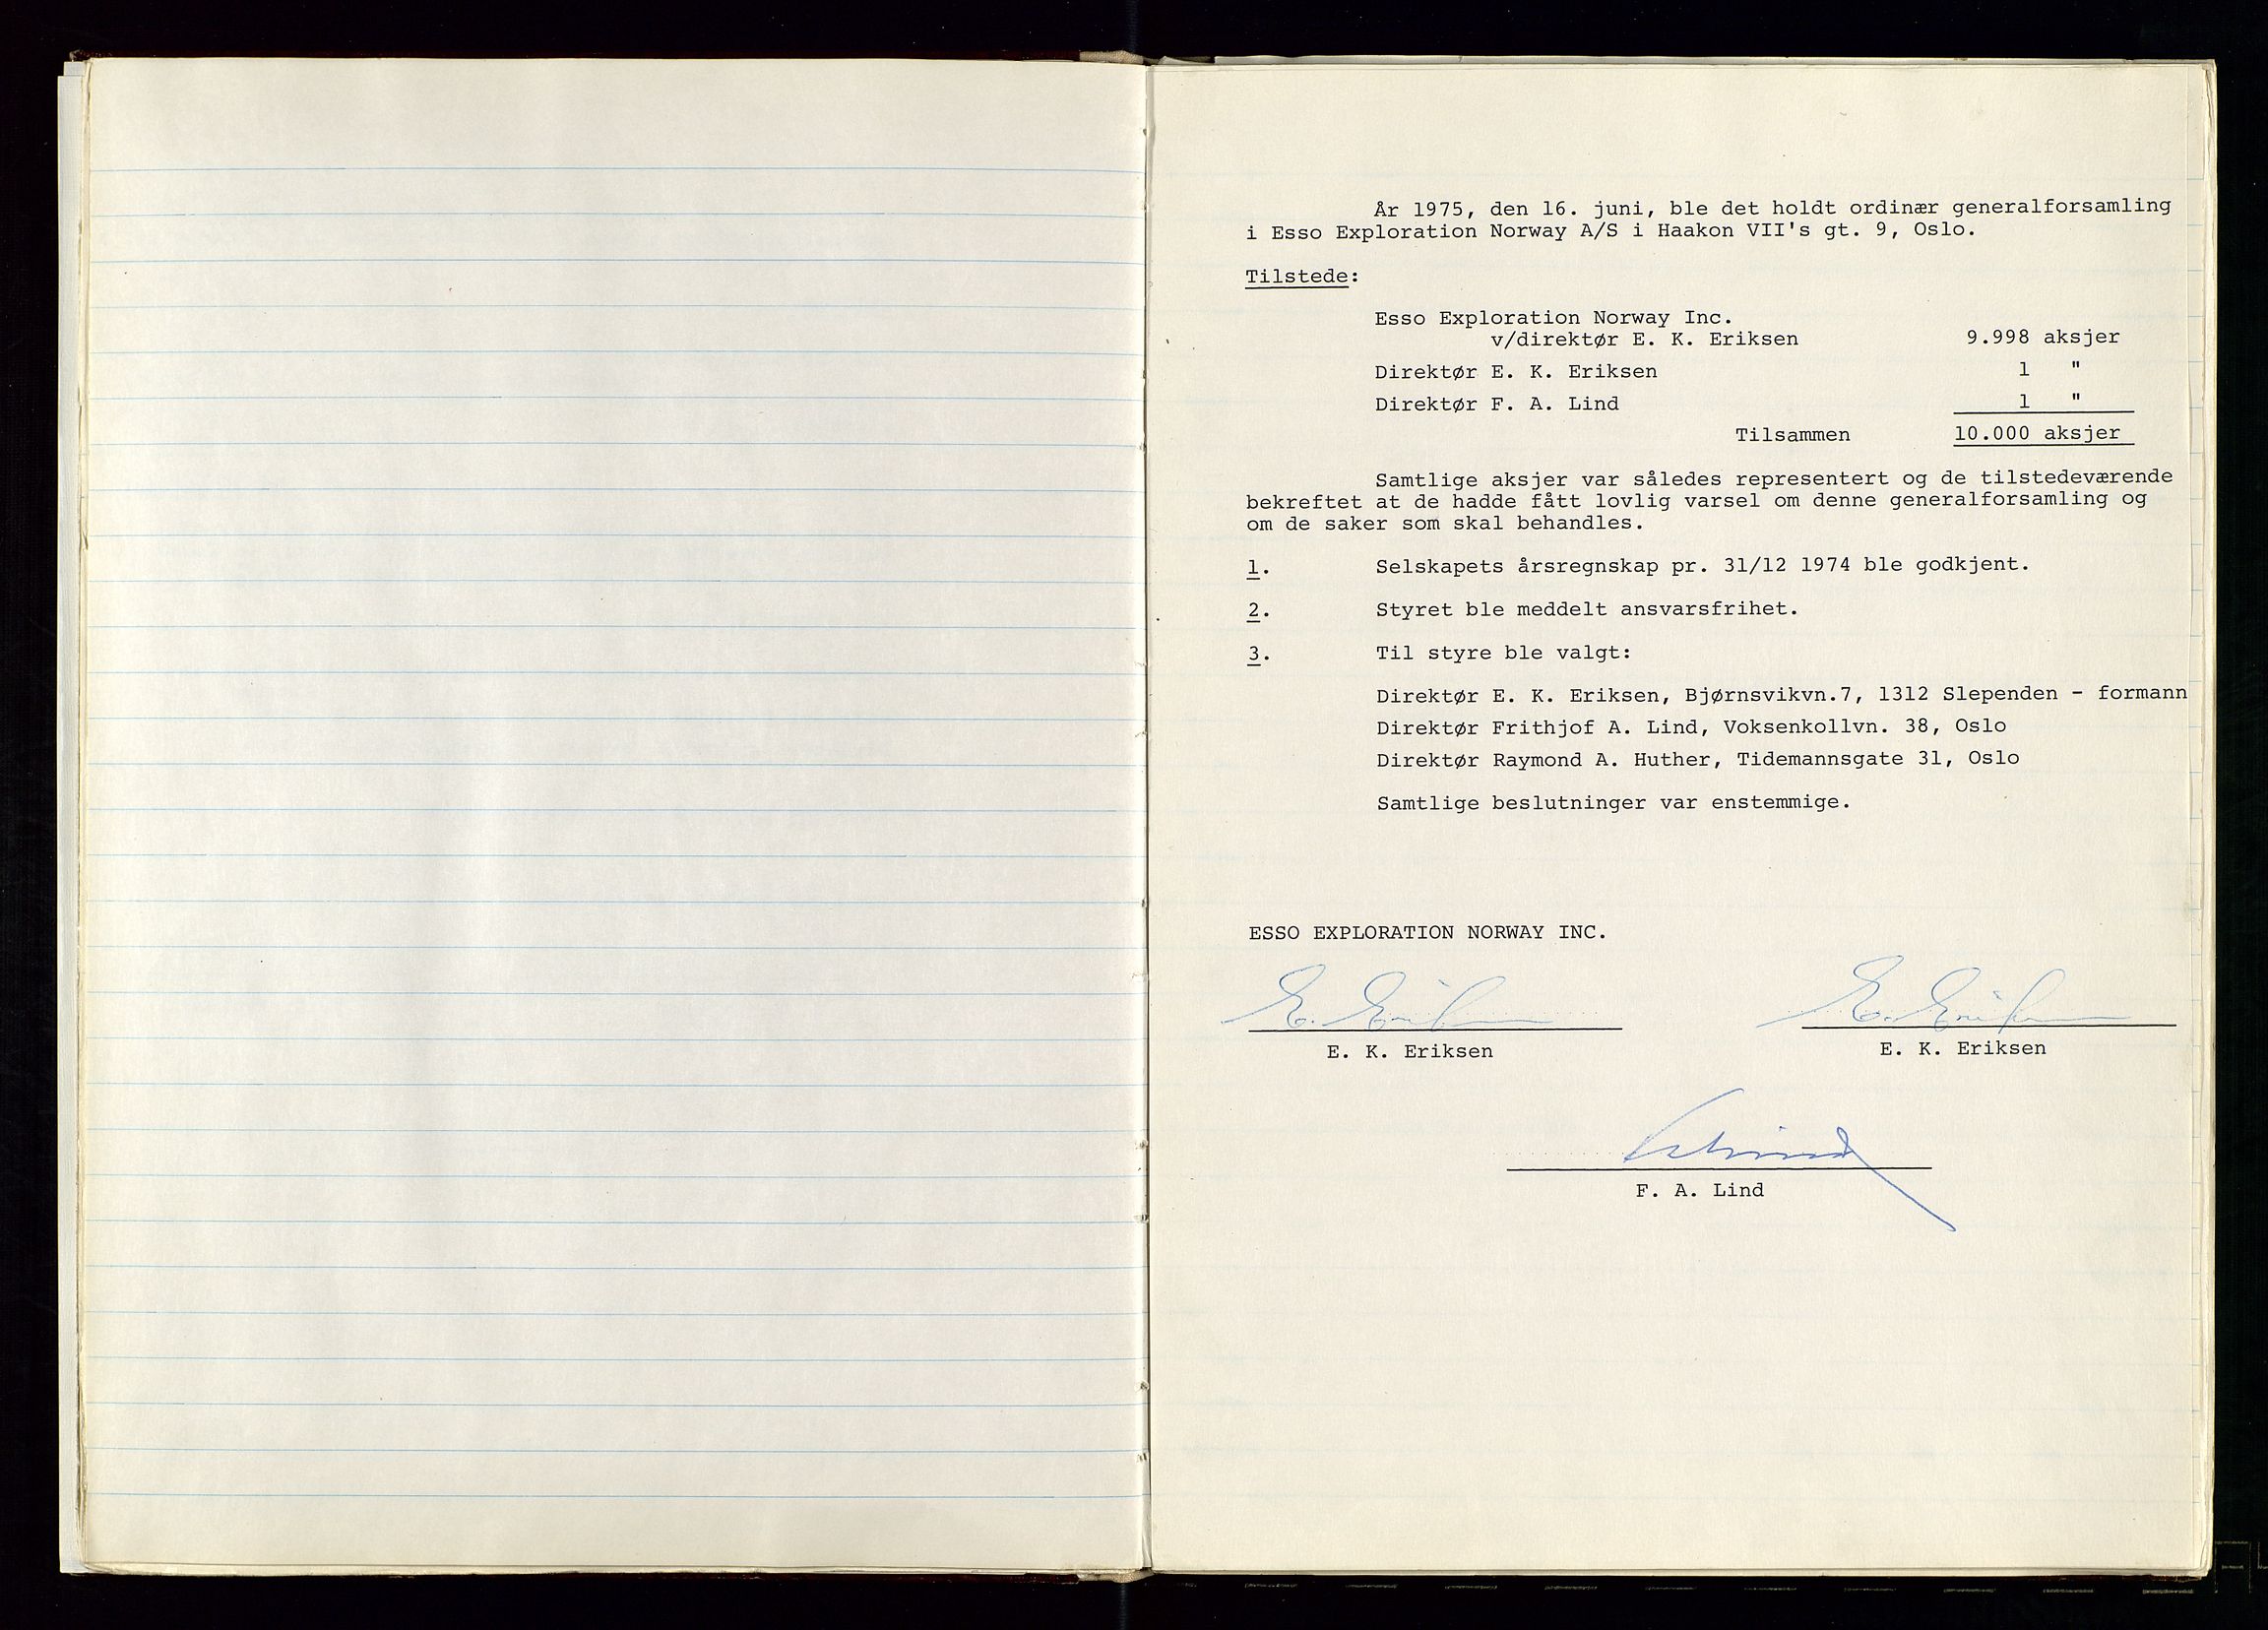 År 1975, den 16. juni, ble det holdt ordinær generalforsamling
i Esso Exploration Norway A/S i Haakon VII's gt. 9, Oslo.
Tilstede:
Esso Exploration Norway Inc.
v/direktør E. K. Eriksen 9.998 aksjer
Direktør E. K. Eriksen 1 "
Direktør F. A. Lind 1 "
Tilsammen 10.000 aksjer
Samtlige aksjer var således representert og de tilstedeværende
bekreftet at de hadde fått lovlig varsel om denne generalforsamling og
om de saker som skal behandles.
1. Selskapets årsregnskap pr. 31/12 1974 ble godkjent.
2. Styret ble meddelt ansvarsfrihet.
3. Til styre ble valgt:
Direktør E. K. Eriksen, Bjørnsvikvn.7, 1312 Slependen - formann
Direktør Frithjof A. Lind, Voksenkollvn. 38, Oslo
Direktør Raymond A. Huther, Tidemannsgate 31, Oslo
Samtlige beslutninger var enstemmige.
ESSO EXPLORATION NORWAY INC.
E. Eriksen E. Eriksen
E. K. Eriksen E. K. Eriksen
F. A. Lind